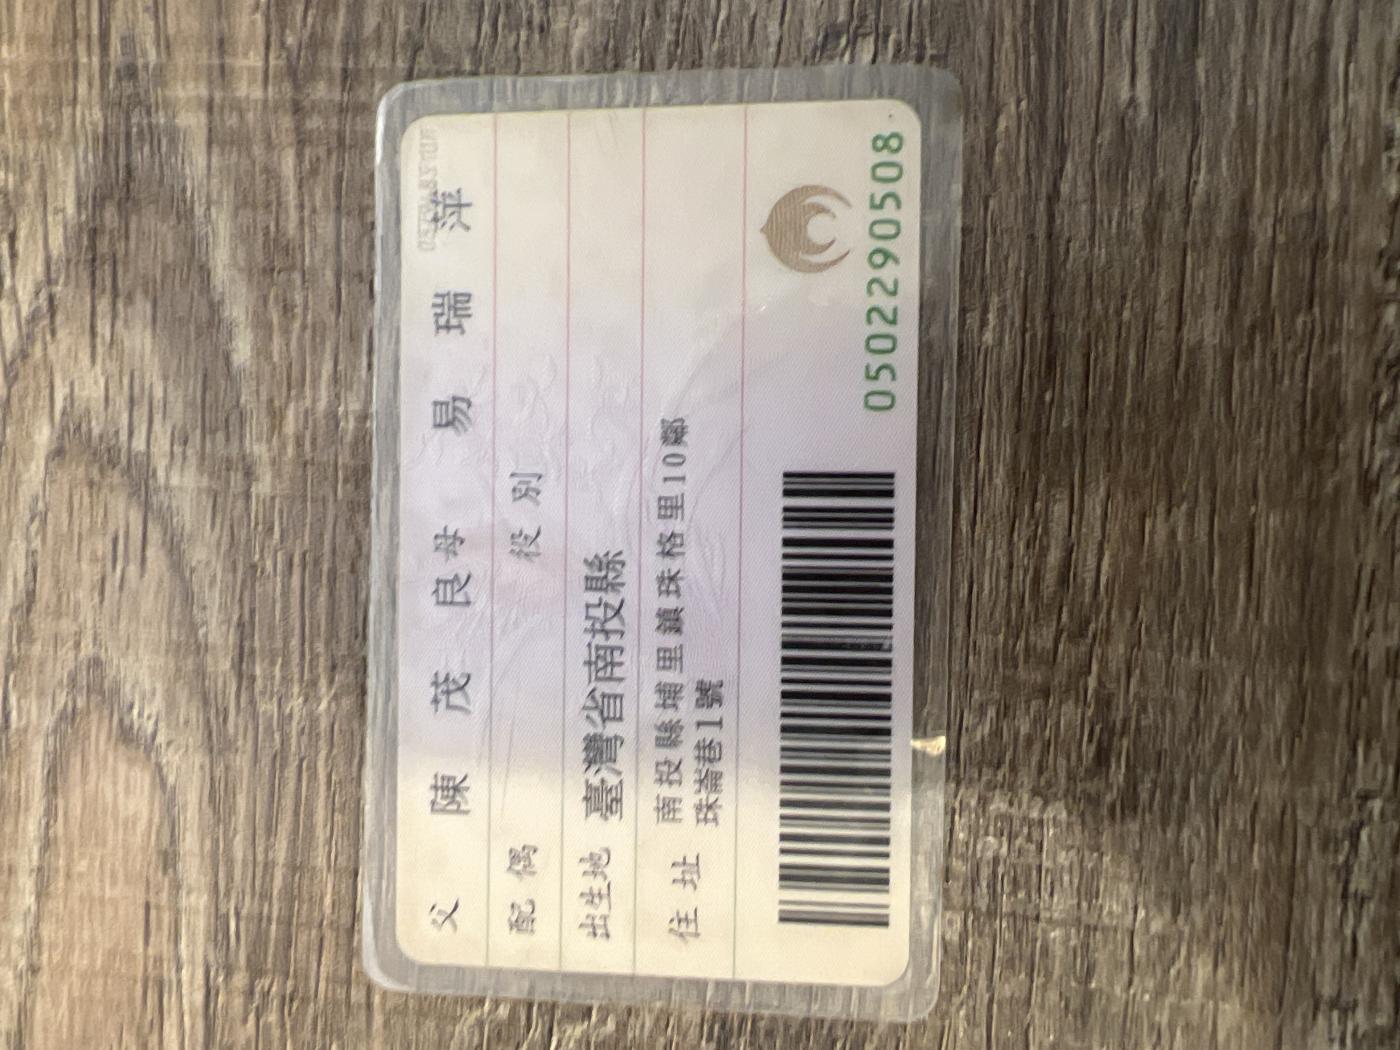 父 陳茂良 母 易瑞萍
配偶 役別
出生地 臺灣省南投縣
住址 南投縣埔里鎮珠格里10鄰
珠崙巷1號
0502290508